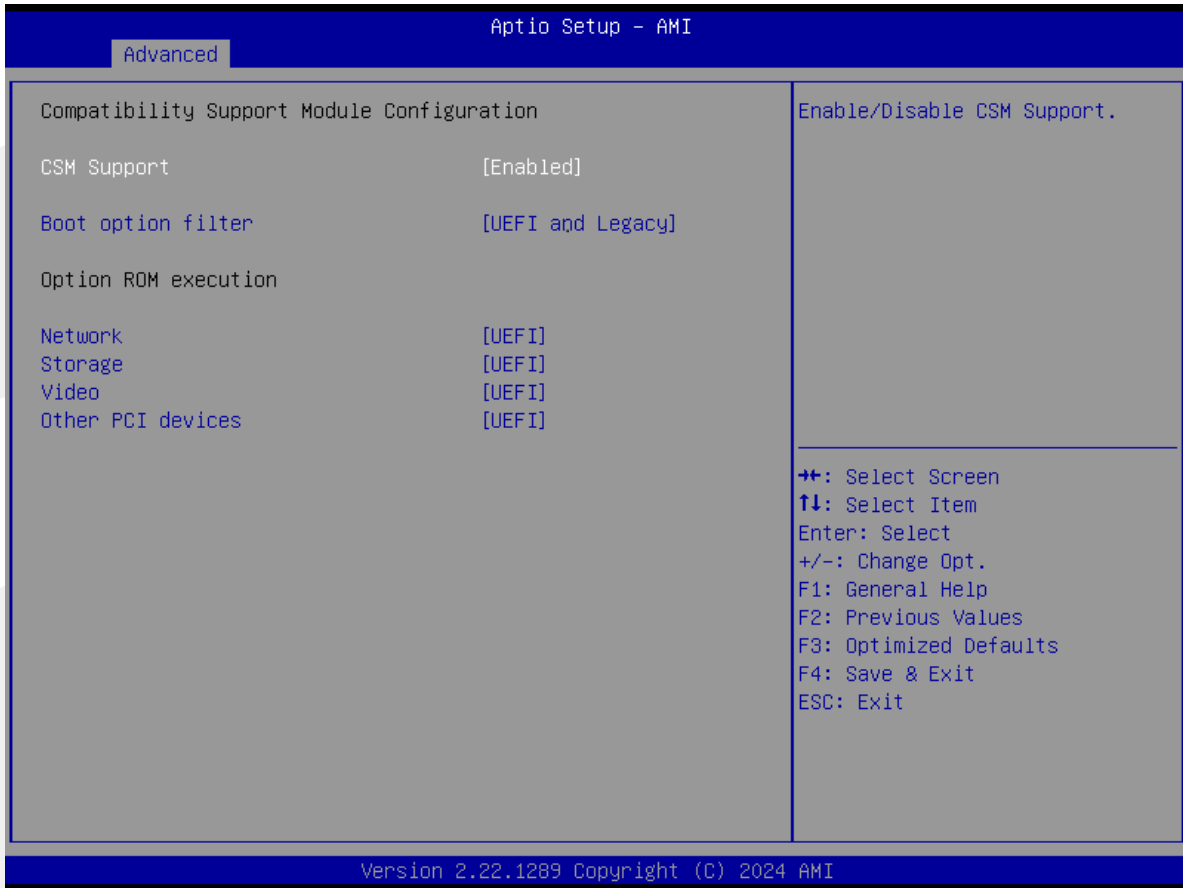 Aptio Setup – AMI
Advanced
Compatibility Support Module Configuration
CSM Support [Enabled]
Boot option filter [UEFI and Legacy]
Option ROM execution
Network [UEFI]
Storage [UEFI]
Video [UEFI]
Other PCI devices [UEFI]
Enable/Disable CSM Support.
→←: Select Screen
↑↓: Select Item
Enter: Select
+/-: Change Opt.
F1: General Help
F2: Previous Values
F3: Optimized Defaults
F4: Save & Exit
ESC: Exit
Version 2.22.1289 Copyright (C) 2024 AMI